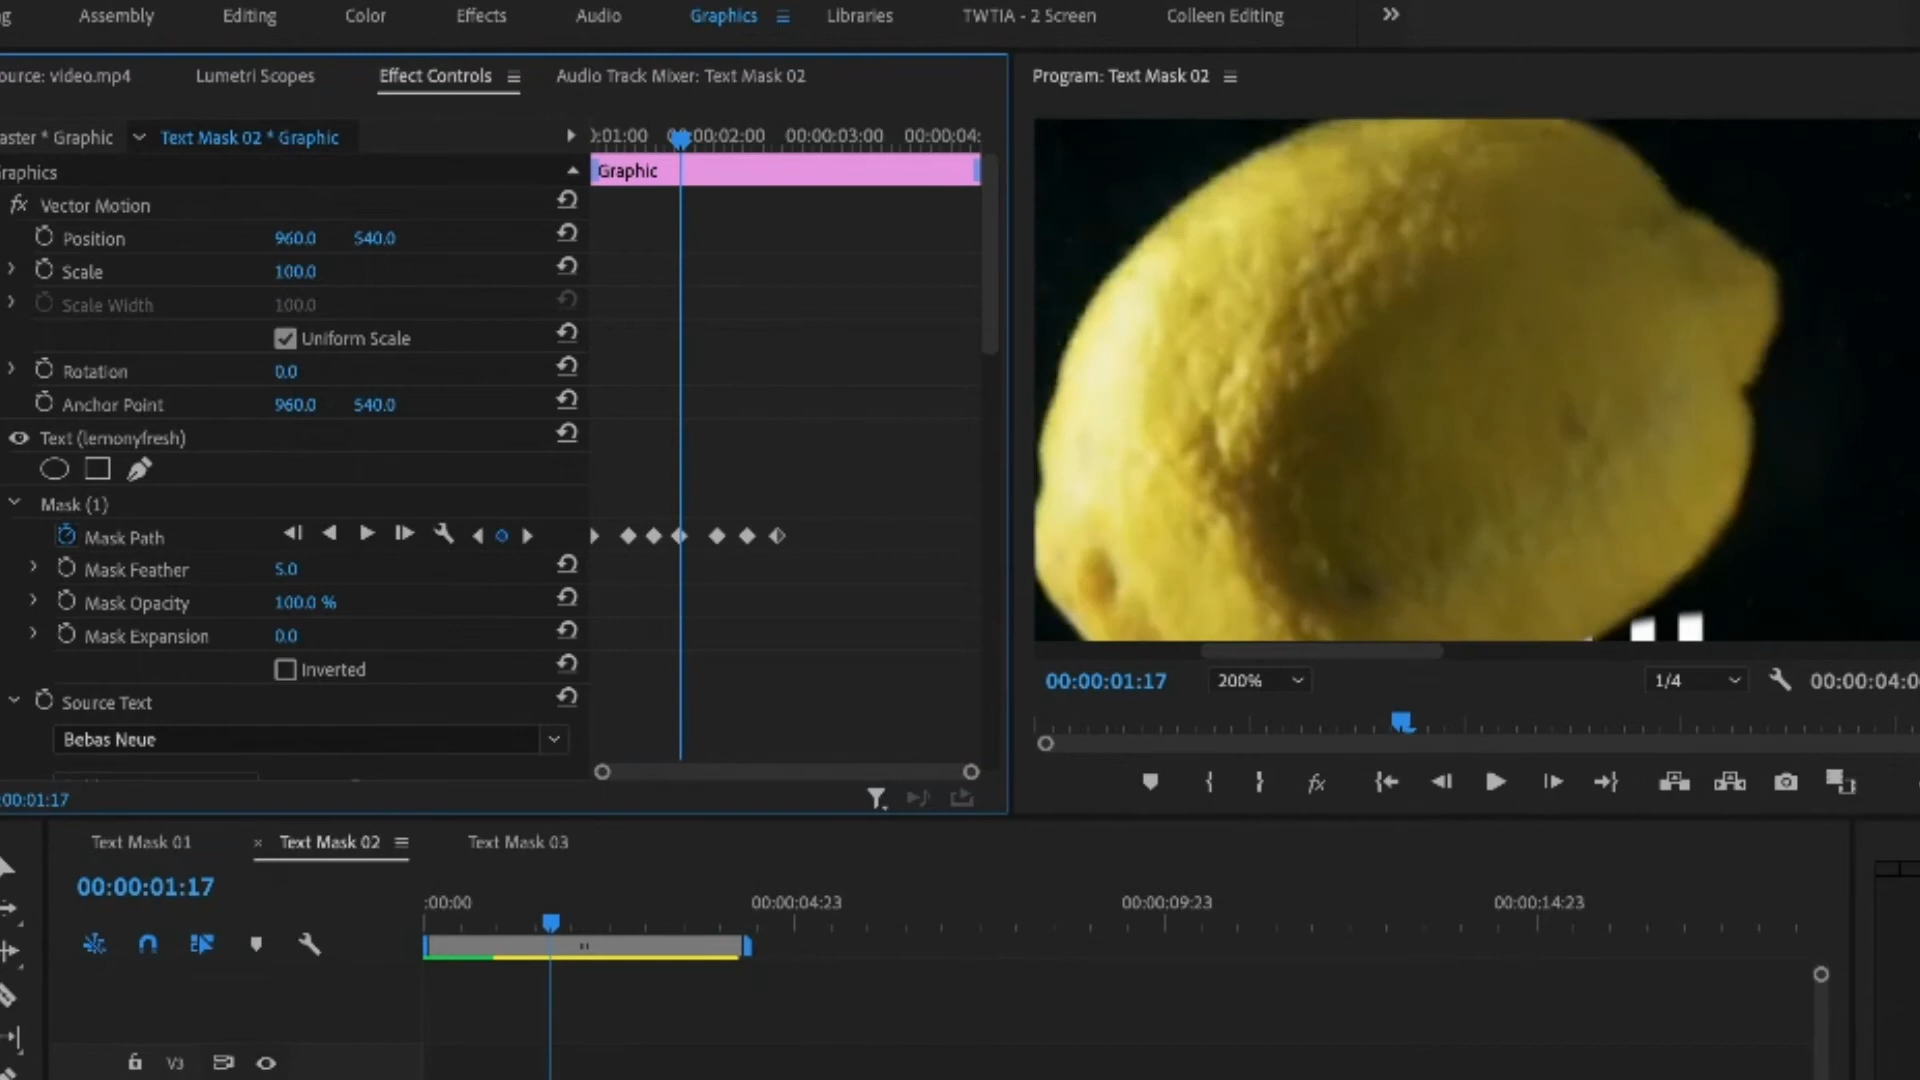 Assembly Editing Color Effects Audio Graphics Libraries TWTIA - 2 Screen Colleen Editing
ource: video.mp4 Lumetri Scopes Effect Controls Audio Track Mixer: Text Mask 02 Program: Text Mask 02
aster * Graphic Text Mask 02 * Graphic
):01:00 00:00:02:00 00:00:03:00 00:00:04:
raphics
Graphic
fx Vector Motion
Position 960.0 540.0
Scale 100.0
Scale Width 100.0
Uniform Scale
Rotation 0.0
Anchor Point 960.0 540.0
Text (lemonyfresh)
Mask (1)
Mask Path
Mask Feather 5.0
Mask Opacity 100.0 %
Mask Expansion 0.0
Inverted
Source Text
Bebas Neue
00:00:01:17 200% 1/4 00:00:04:0
:00:01:17
fx
Text Mask 01 × Text Mask 02 Text Mask 03
00:00:01:17
:00:00 00:00:04:23 00:00:09:23 00:00:14:23
V3